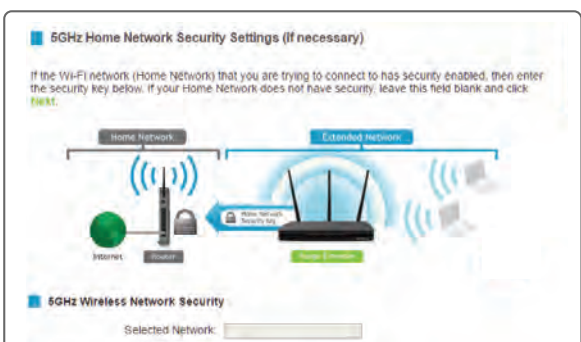 5GHz Home Network Security Settings (If necessary)
If the Wi-Fi network (Home Network) that you are trying to connect to has security enabled, then enter
the security key below. If your Home Network does not have security, leave this field blank and click
Next.
Home Network
Extended Network
Home Network
Security Key
Internet
Router
Range Extender
5GHz Wireless Network Security
Selected Network: